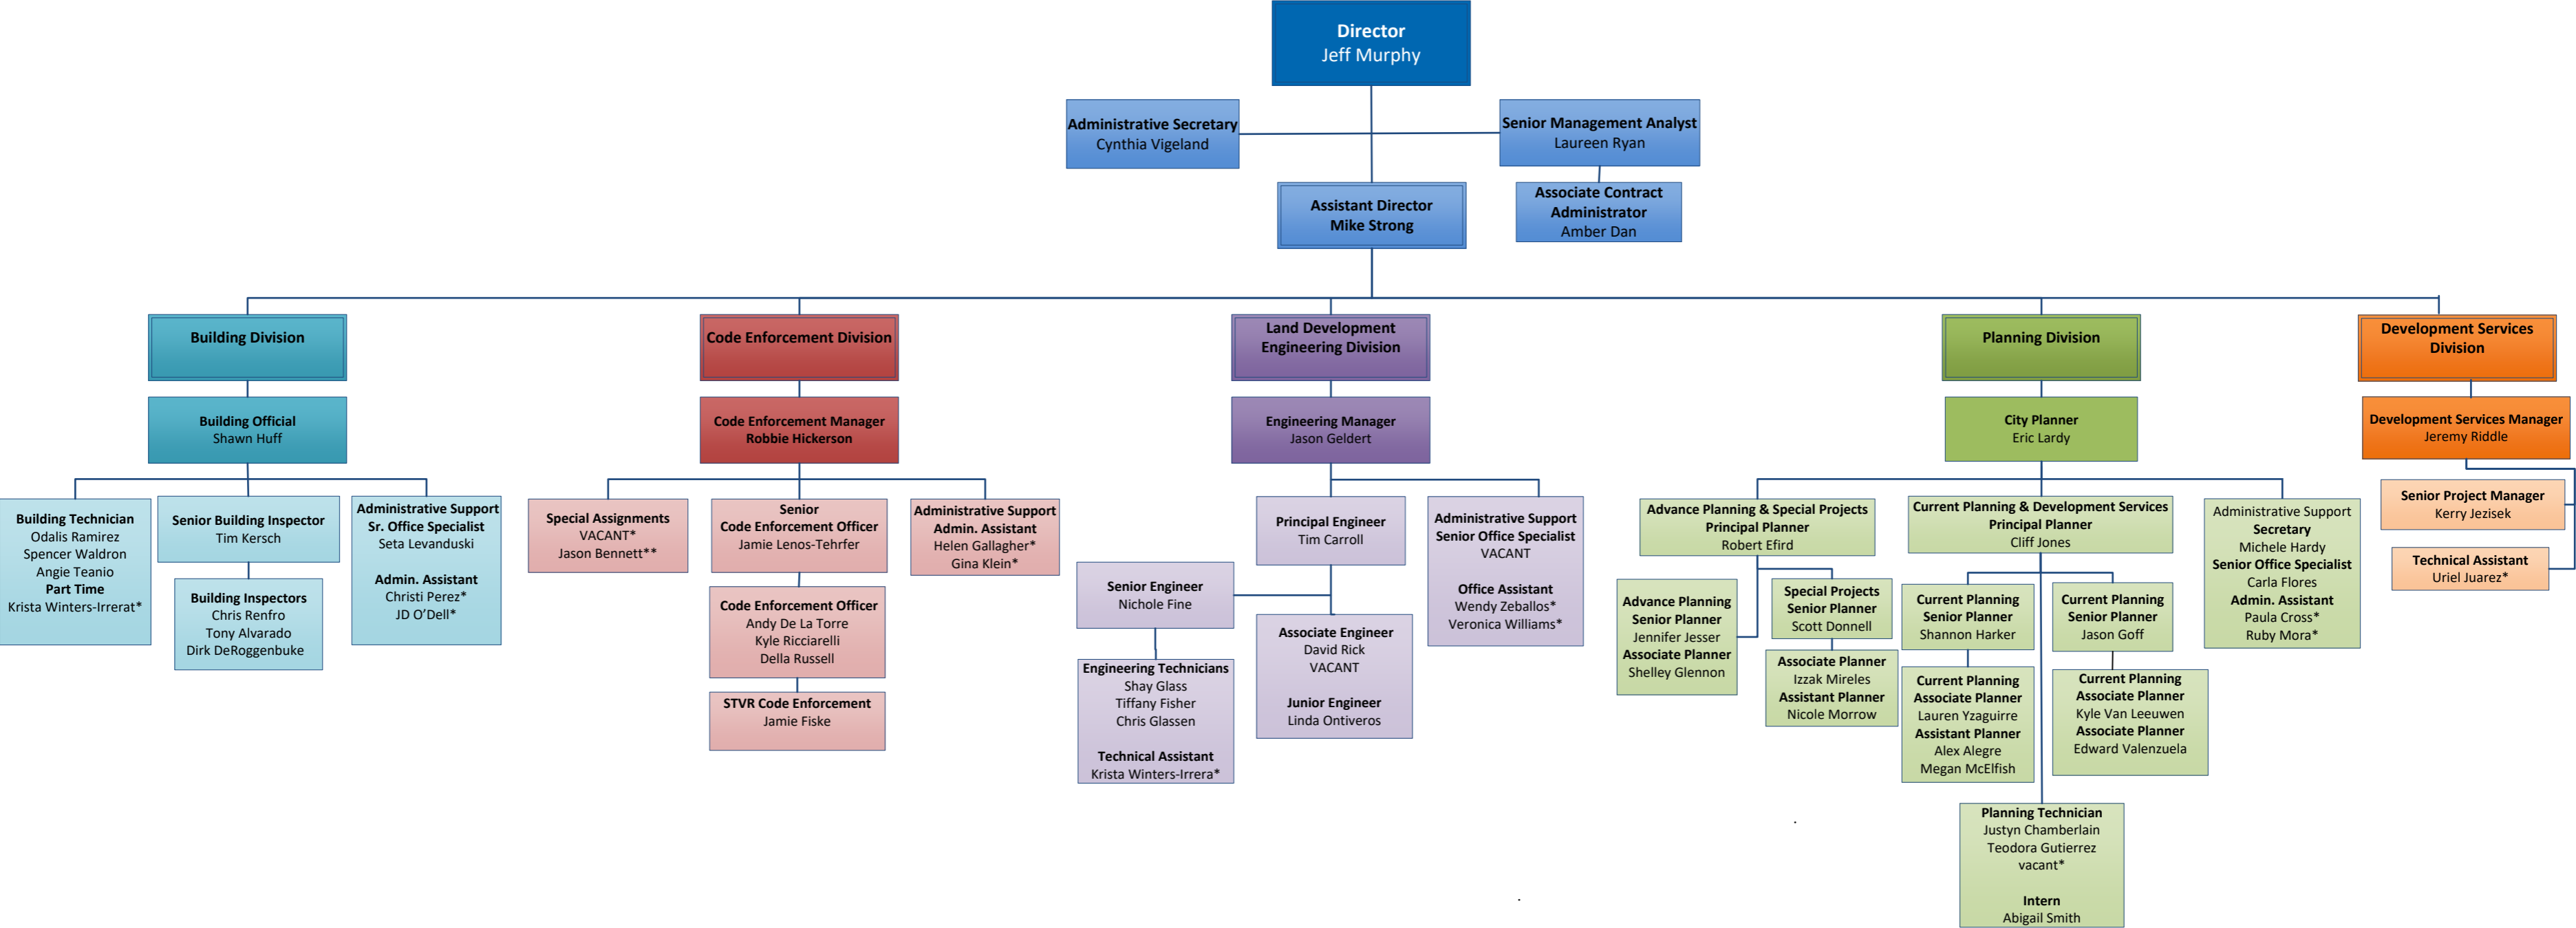 Director
Jeff Murphy
Administrative Secretary
Cynthia Vigeland
Senior Management Analyst
Laureen Ryan
Assistant Director
Mike Strong
Associate Contract
Administrator
Amber Dan
Building Division
Building Official
Shawn Huff
Building Technician
Odalis Ramirez
Spencer Waldron
Angie Teanio
Part Time
Krista Winters-Irrerat*
Senior Building Inspector
Tim Kersch
Building Inspectors
Chris Renfro
Tony Alvarado
Dirk DeRoggenbuke
Administrative Support
Sr. Office Specialist
Seta Levanduski
Admin. Assistant
Christi Perez*
JD O’Dell*
Code Enforcement Division
Code Enforcement Manager
Robbie Hickerson
Special Assignments
VACANT*
Jason Bennett**
Senior
Code Enforcement Officer
Jamie Lenos-Tehrfer
Code Enforcement Officer
Andy De La Torre
Kyle Ricciarelli
Della Russell
STVR Code Enforcement
Jamie Fiske
Administrative Support
Admin. Assistant
Helen Gallagher*
Gina Klein*
Land Development
Engineering Division
Engineering Manager
Jason Geldert
Principal Engineer
Tim Carroll
Senior Engineer
Nichole Fine
Engineering Technicians
Shay Glass
Tiffany Fisher
Chris Glassen
Technical Assistant
Krista Winters-Irrera*
Associate Engineer
David Rick
VACANT
Junior Engineer
Linda Ontiveros
Administrative Support
Senior Office Specialist
VACANT
Office Assistant
Wendy Zeballos*
Veronica Williams*
Planning Division
City Planner
Eric Lardy
Advance Planning & Special Projects
Principal Planner
Robert Efird
Advance Planning
Senior Planner
Jennifer Jesser
Associate Planner
Shelley Glennon
Special Projects
Senior Planner
Scott Donnell
Associate Planner
Izzak Mireles
Assistant Planner
Nicole Morrow
Current Planning & Development Services
Principal Planner
Cliff Jones
Current Planning
Senior Planner
Shannon Harker
Current Planning
Associate Planner
Lauren Yzaguirre
Assistant Planner
Alex Alegre
Megan McElfish
Current Planning
Senior Planner
Jason Goff
Current Planning
Associate Planner
Kyle Van Leeuwen
Associate Planner
Edward Valenzuela
Planning Technician
Justyn Chamberlain
Teodora Gutierrez
vacant*
Intern
Abigail Smith
Administrative Support
Secretary
Michele Hardy
Senior Office Specialist
Carla Flores
Admin. Assistant
Paula Cross*
Ruby Mora*
Development Services
Division
Development Services Manager
Jeremy Riddle
Senior Project Manager
Kerry Jezisek
Technical Assistant
Uriel Juarez*